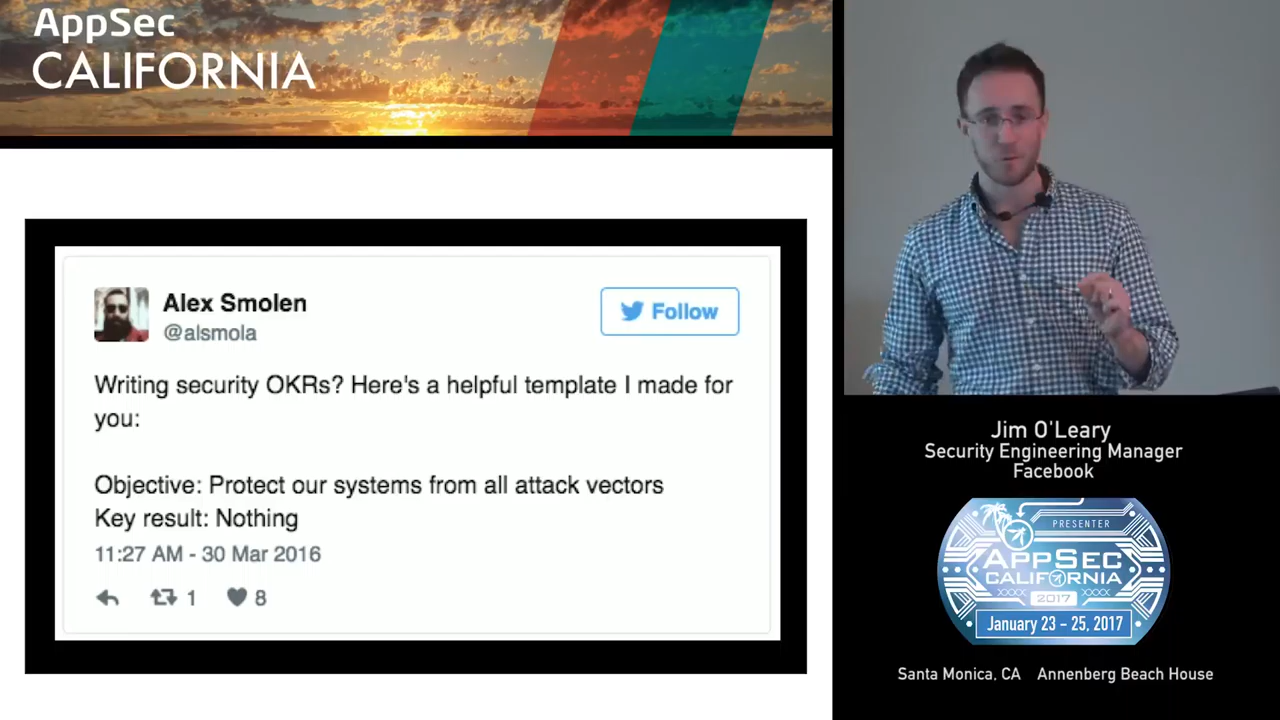 AppSec
CALIFORNIA
Alex Smolen
@alsmola
Follow
Writing security OKRs? Here's a helpful template I made for
you:
Objective: Protect our systems from all attack vectors
Key result: Nothing
11:27 AM - 30 Mar 2016
1
8
Jim O'Leary
Security Engineering Manager
Facebook
PRESENTER
APPSEC
CALIFORNIA
XXXX 2017 XXXX
January 23 - 25, 2017
Santa Monica, CA Annenberg Beach House